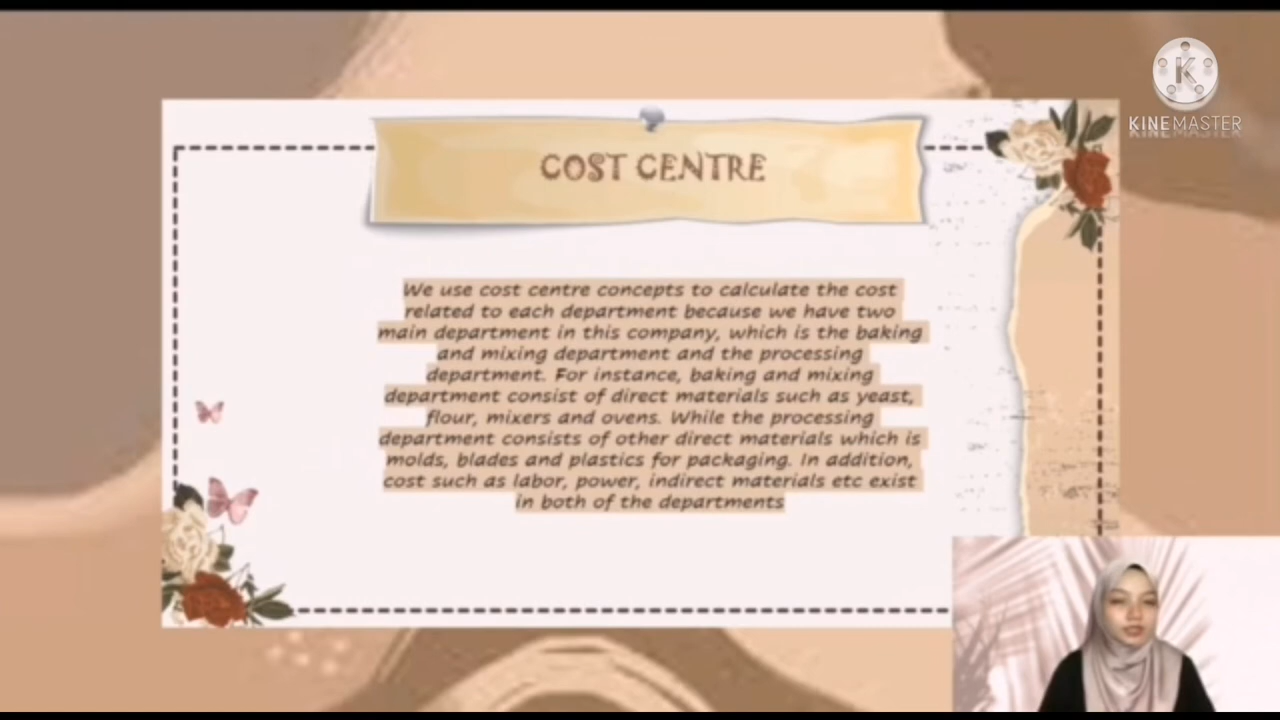 KINEMASTER
COST CENTRE
We use cost centre concepts to calculate the cost
related to each department because we have two
main department in this company, which is the baking
and mixing department and the processing
department. For instance, baking and mixing
department consist of direct materials such as yeast,
flour, mixers and ovens. While the processing
department consists of other direct materials which is
molds, blades and plastics for packaging. In addition,
cost such as labor, power, indirect materials etc exist
in both of the departments